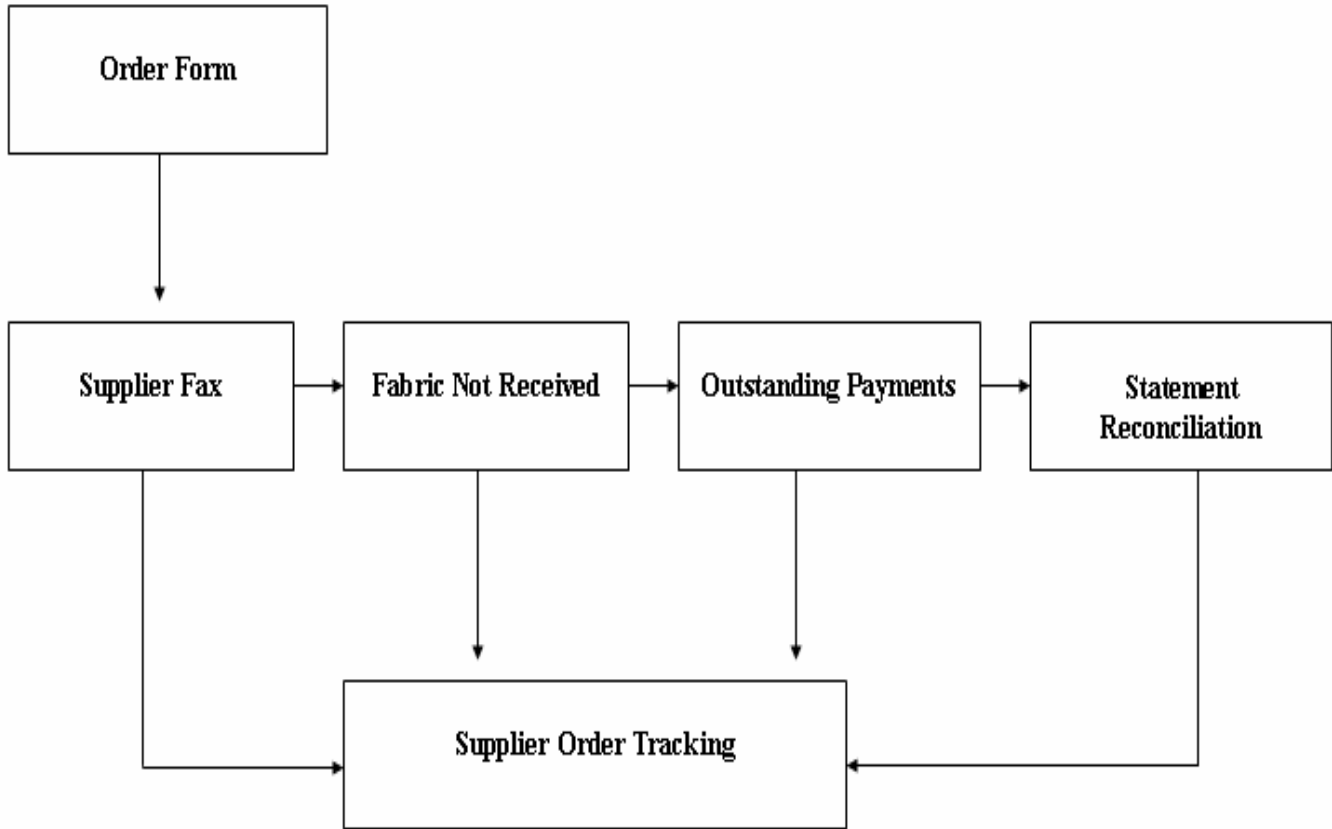 Order Form
Supplier Fax
Fabric Not Received
Outstanding Payments
Statement
Reconciliation
Supplier Order Tracking